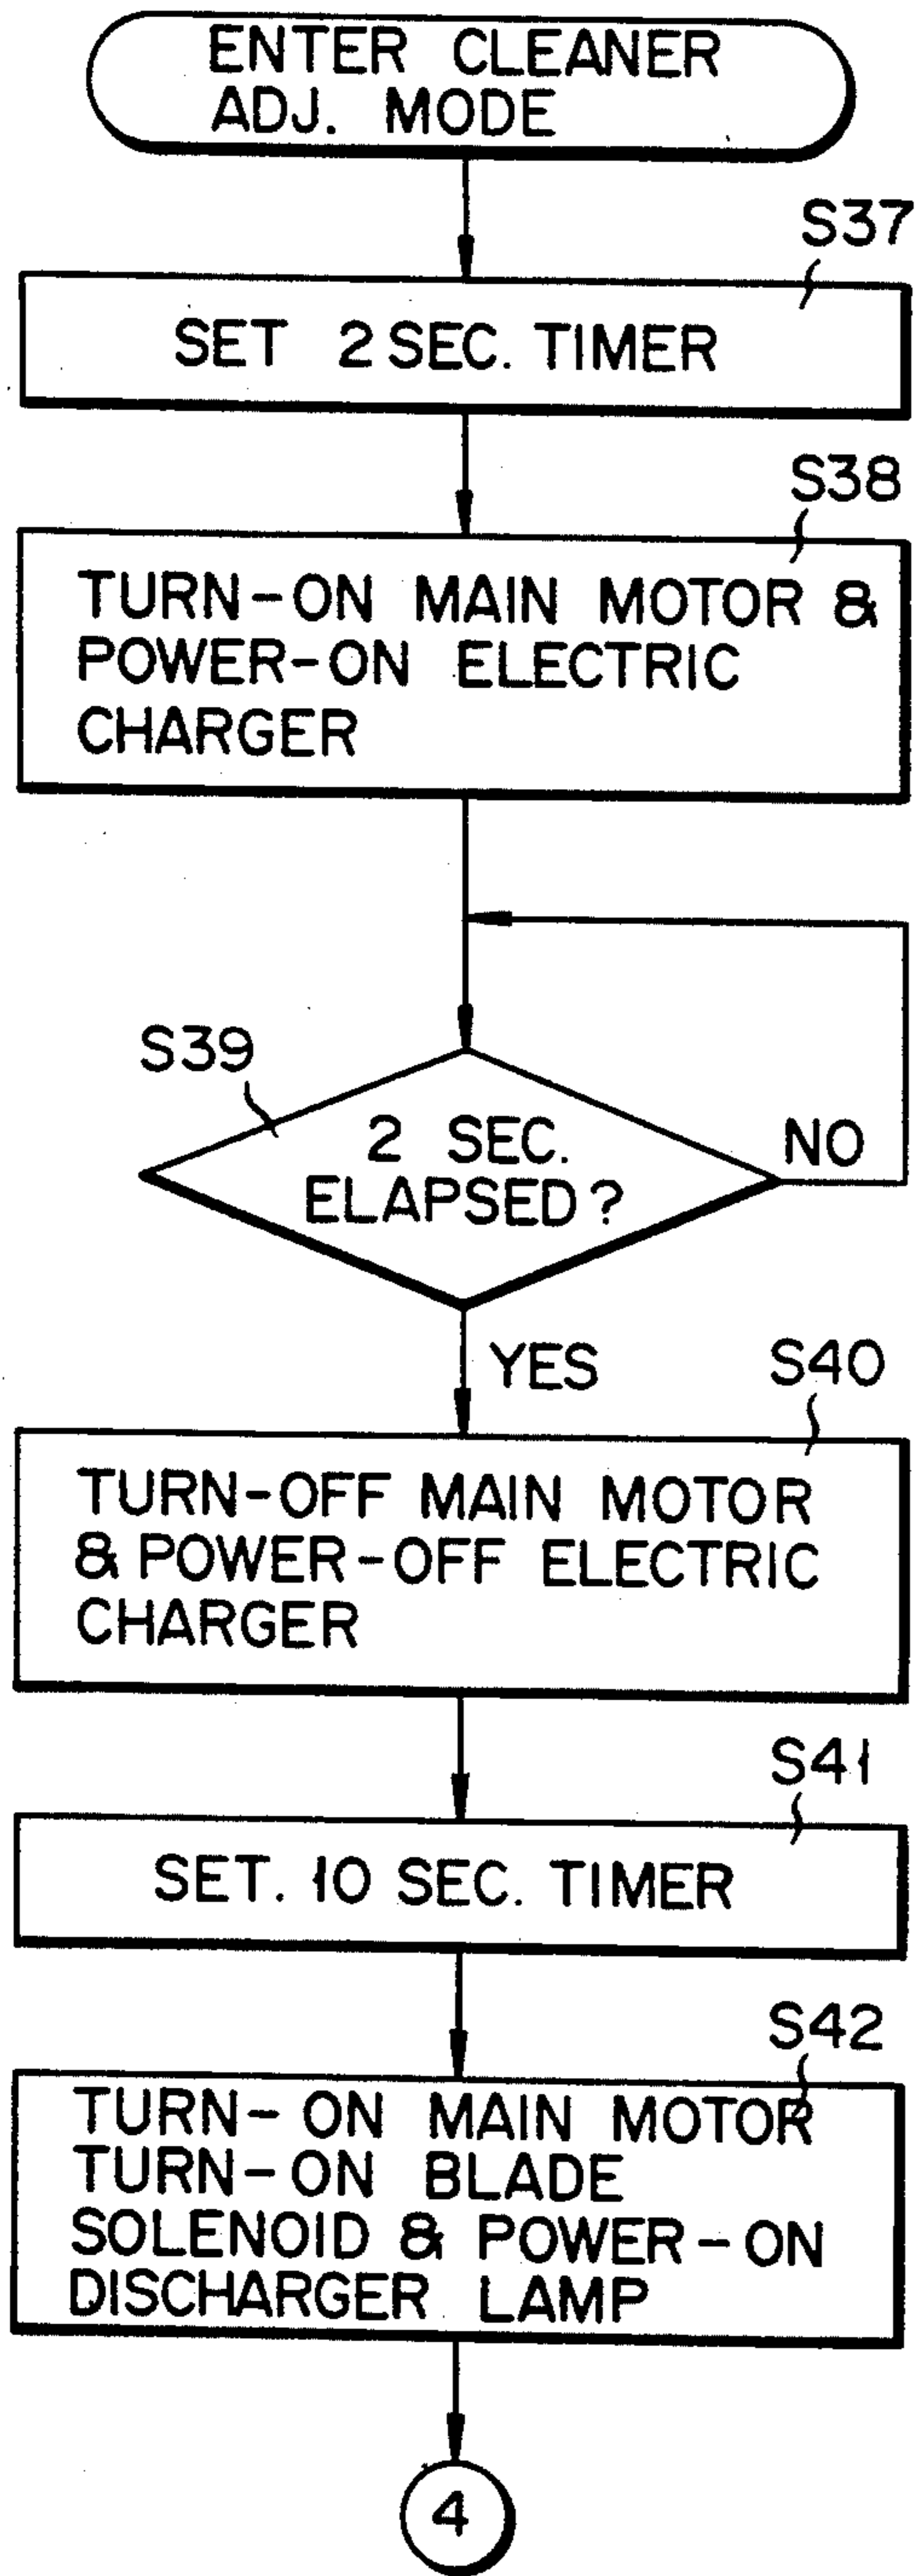 ENTER CLEANER
ADJ. MODE
S37
SET 2 SEC. TIMER
S38
TURN-ON MAIN MOTOR &
POWER-ON ELECTRIC
CHARGER
S39
2 SEC.
ELAPSED?
NO
YES
S40
TURN-OFF MAIN MOTOR
& POWER-OFF ELECTRIC
CHARGER
S41
SET. 10 SEC. TIMER
S42
TURN-ON MAIN MOTOR
TURN-ON BLADE
SOLENOID & POWER-ON
DISCHARGER LAMP
4